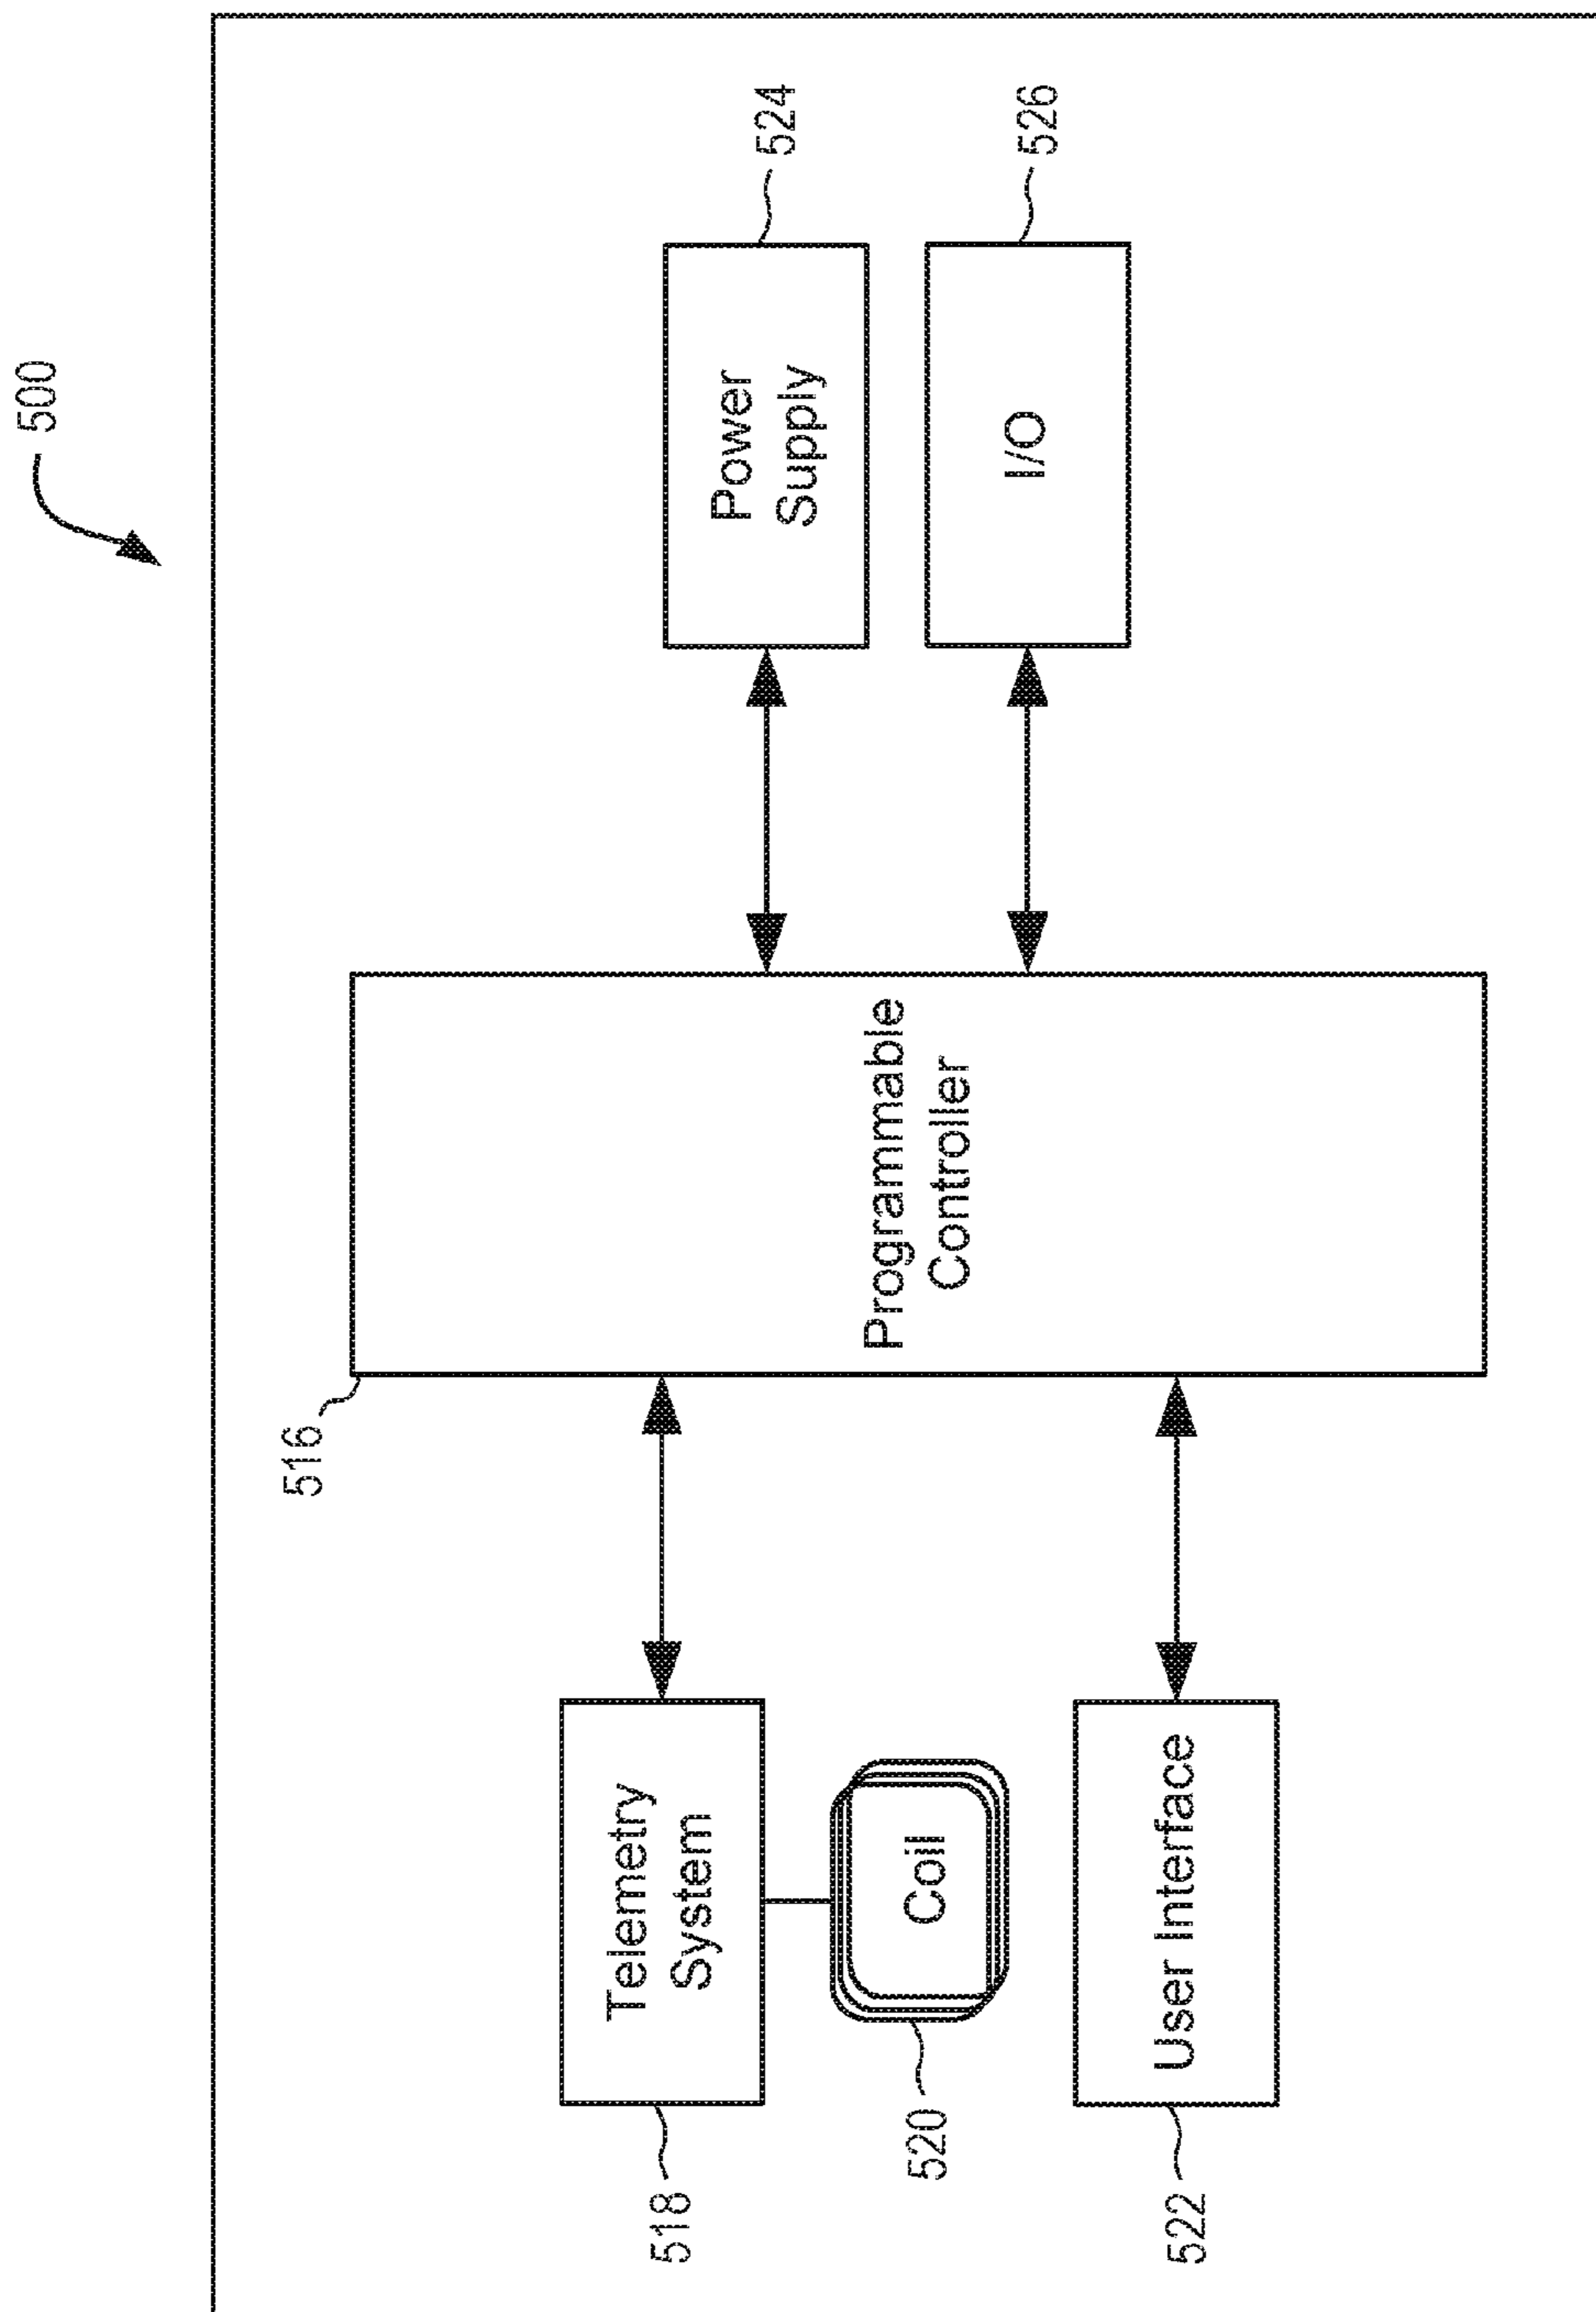 500
516
518
Telemetry
System
520
Coil
522
User Interface
Programmable
Controller
Power
Supply
524
I/O
526